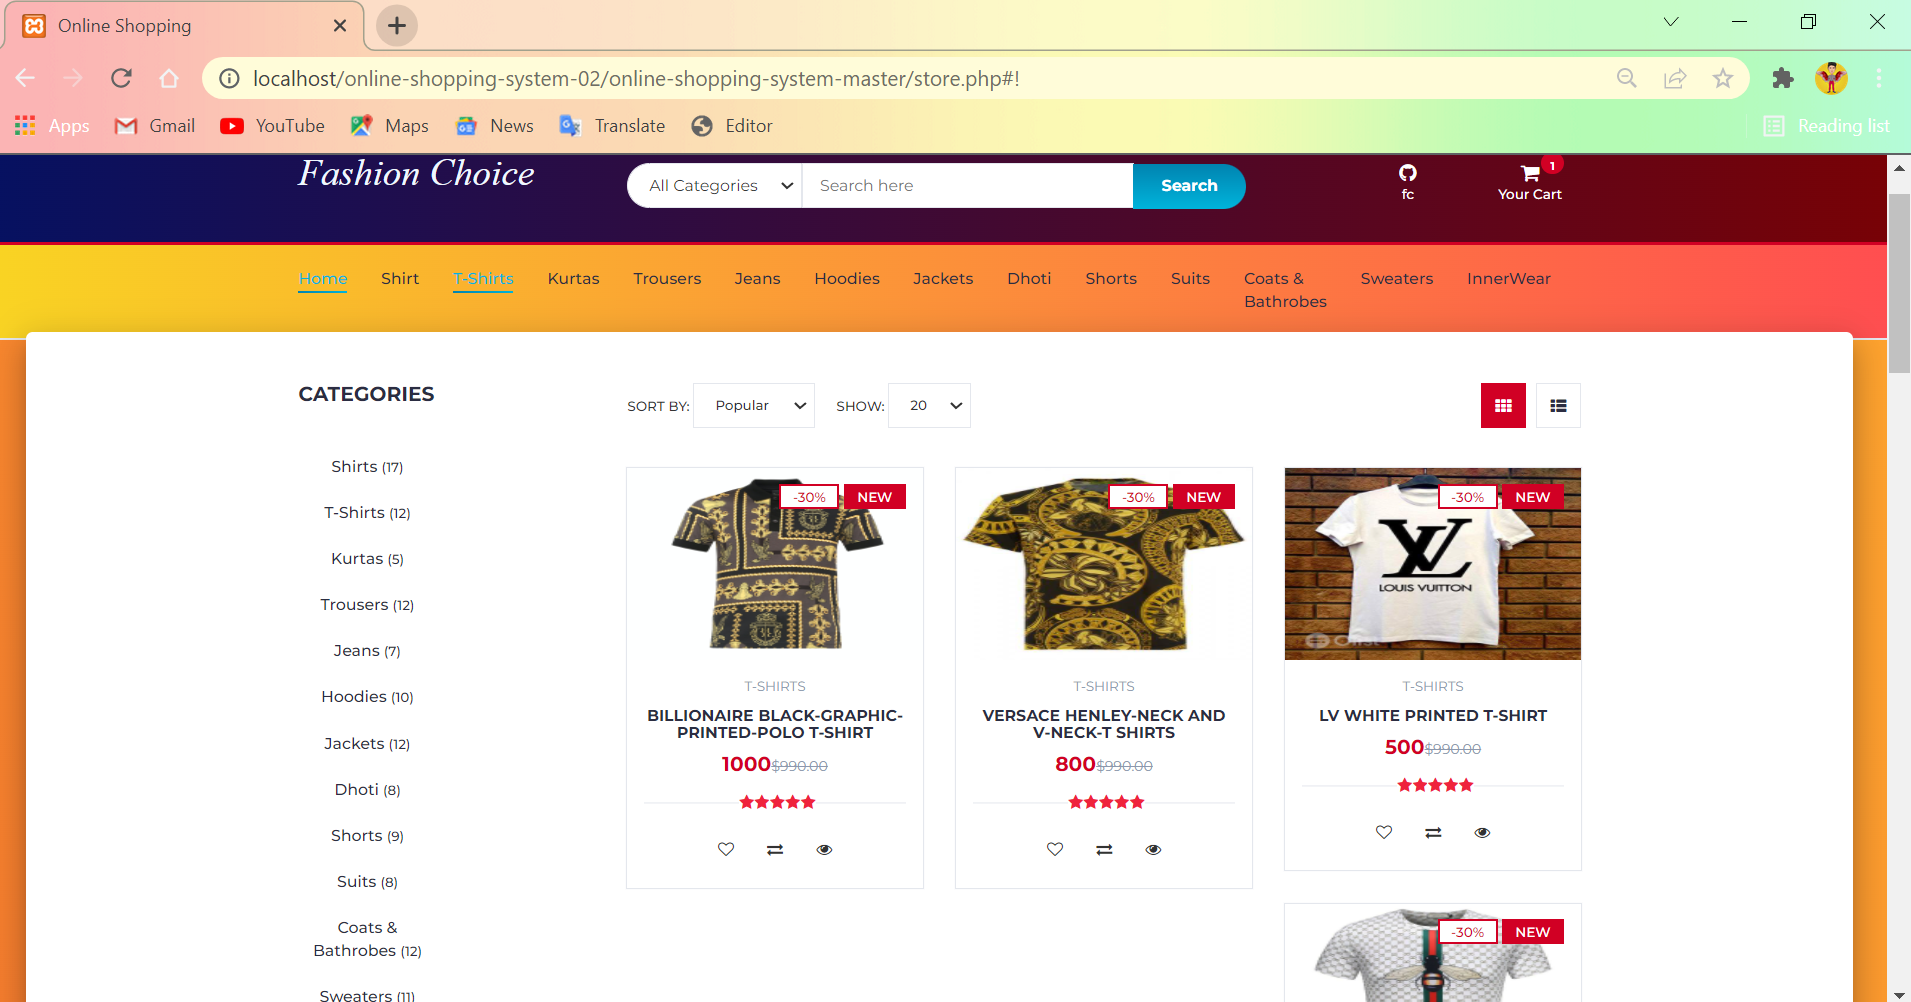 Online Shopping
localhost/online-shopping-system-02/online-shopping-system-master/store.php#!
Apps Gmail YouTube Maps News Translate Editor Reading list
Fashion Choice
All Categories Search here Search
fc
1
Your Cart
Home Shirt T-Shirts Kurtas Trousers Jeans Hoodies Jackets Dhoti Shorts Suits Coats & Bathrobes Sweaters InnerWear
CATEGORIES
Shirts (17)
T-Shirts (12)
Kurtas (5)
Trousers (12)
Jeans (7)
Hoodies (10)
Jackets (12)
Dhoti (8)
Shorts (9)
Suits (8)
Coats &
Bathrobes (12)
Sweaters (11)
SORT BY: Popular SHOW: 20
-30% NEW
T-SHIRTS
BILLIONAIRE BLACK-GRAPHIC-
PRINTED-POLO T-SHIRT
1000$990.00
-30% NEW
T-SHIRTS
VERSACE HENLEY-NECK AND
V-NECK-T SHIRTS
800$990.00
-30% NEW
LV
LOUIS VUITTON
T-SHIRTS
LV WHITE PRINTED T-SHIRT
500$990.00
-30% NEW